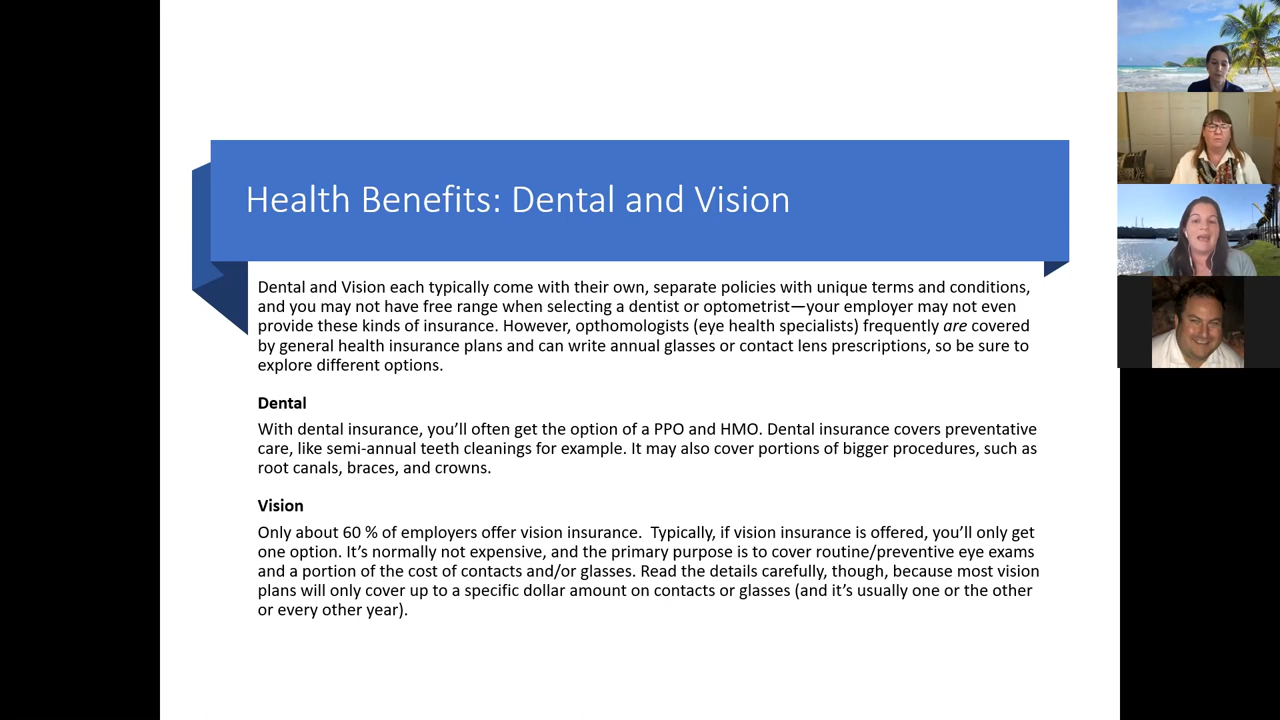 Health Benefits: Dental and Vision
Dental and Vision each typically come with their own, separate policies with unique terms and conditions,
and you may not have free range when selecting a dentist or optometrist—your employer may not even
provide these kinds of insurance. However, opthomologists (eye health specialists) frequently are covered
by general health insurance plans and can write annual glasses or contact lens prescriptions, so be sure to
explore different options.
Dental
With dental insurance, you’ll often get the option of a PPO and HMO. Dental insurance covers preventative
care, like semi-annual teeth cleanings for example. It may also cover portions of bigger procedures, such as
root canals, braces, and crowns.
Vision
Only about 60 % of employers offer vision insurance.  Typically, if vision insurance is offered, you’ll only get
one option. It’s normally not expensive, and the primary purpose is to cover routine/preventive eye exams
and a portion of the cost of contacts and/or glasses. Read the details carefully, though, because most vision
plans will only cover up to a specific dollar amount on contacts or glasses (and it’s usually one or the other
or every other year).